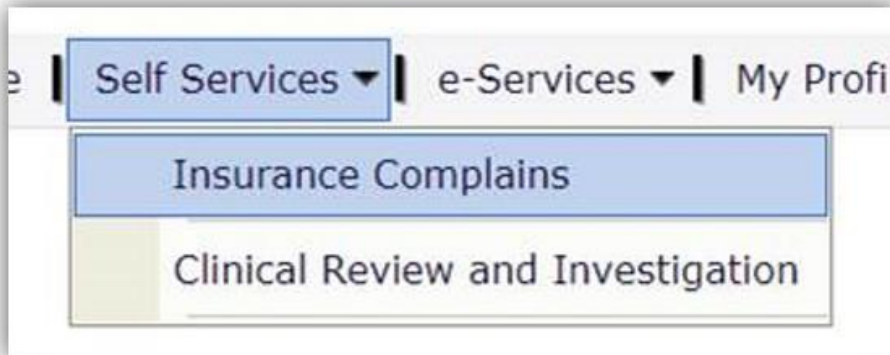 e Self Services e-Services My Profi
Insurance Complains
Clinical Review and Investigation